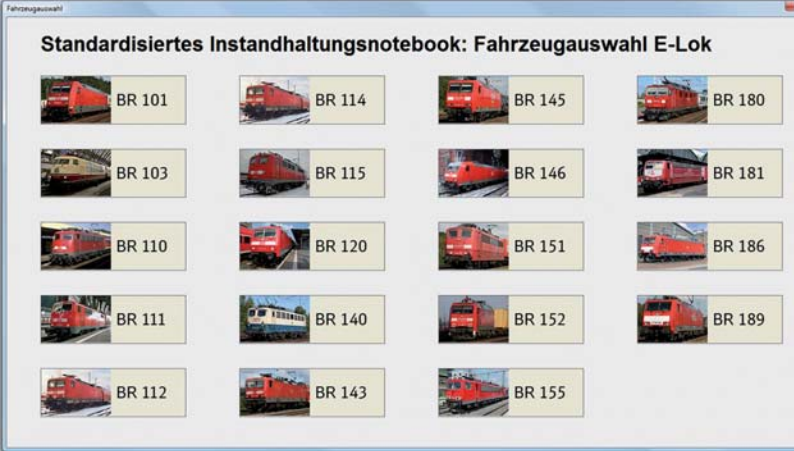 Fahrzeugauswahl
Standardisiertes Instandhaltungsnotebook: Fahrzeugauswahl E-Lok
BR 101
BR 114
BR 145
BR 180
BR 103
BR 115
BR 146
BR 181
BR 110
BR 120
BR 151
BR 186
BR 111
BR 140
BR 152
BR 189
BR 112
BR 143
BR 155